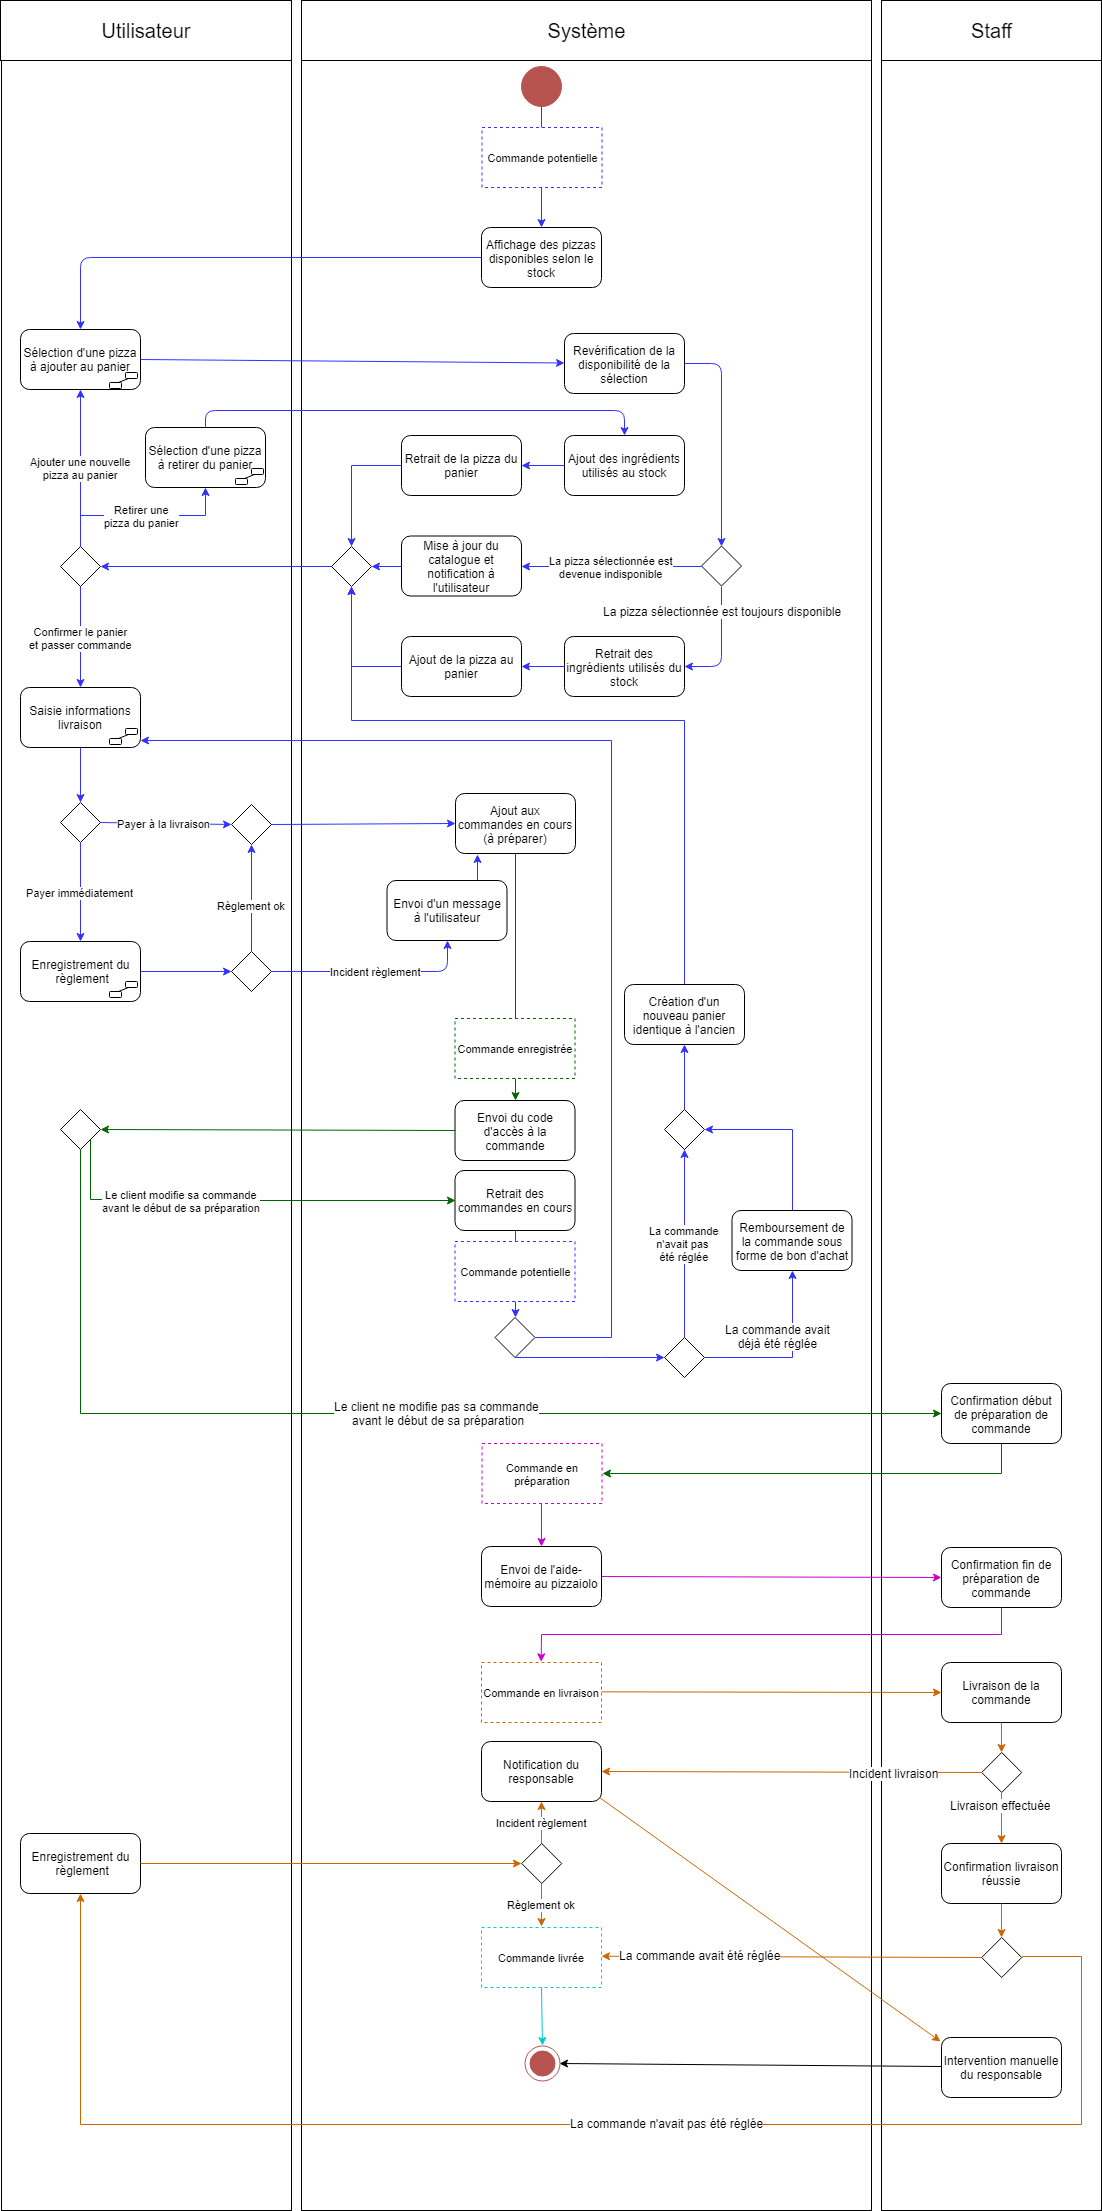 Utilisateur
Système
Staff
Commande potentielle
Affichage des pizzas
disponibles selon le
stock
Sélection d'une pizza
à ajouter au panier
Revérification de la
disponibilité de la
sélection
Ajouter une nouvelle
pizza au panier
Sélection d'une pizza
à retirer du panier
Retrait de la pizza du
panier
Ajout des ingrédients
utilisés au stock
Retirer une
pizza du panier
Mise à jour du
catalogue et
notification à
l'utilisateur
La pizza sélectionnée est
devenue indisponible
La pizza sélectionnée est toujours disponible
Confirmer le panier
et passer commande
Ajout de la pizza au
panier
Retrait des
ingrédients utilisés du
stock
Saisie informations
livraison
Payer à la livraison
Ajout aux
commandes en cours
(à préparer)
Payer immédiatement
Règlement ok
Envoi d'un message
à l'utilisateur
Enregistrement du
règlement
Incident règlement
Création d'un
nouveau panier
identique à l'ancien
Commande enregistrée
Envoi du code
d'accès à la
commande
Le client modifie sa commande
avant le début de sa préparation
Retrait des
commandes en cours
La commande
n'avait pas
été réglée
Remboursement de
la commande sous
forme de bon d'achat
Commande potentielle
La commande avait
déjà été réglée
Le client ne modifie pas sa commande
avant le début de sa préparation
Confirmation début
de préparation de
commande
Commande en
préparation
Envoi de l'aide-
mémoire au pizzaiolo
Confirmation fin de
préparation de
commande
Commande en livraison
Livraison de la
commande
Notification du
responsable
Incident livraison
Livraison effectuée
Incident règlement
Enregistrement du
règlement
Confirmation livraison
réussie
Règlement ok
Commande livrée
La commande avait été réglée
Intervention manuelle
du responsable
La commande n'avait pas été réglée